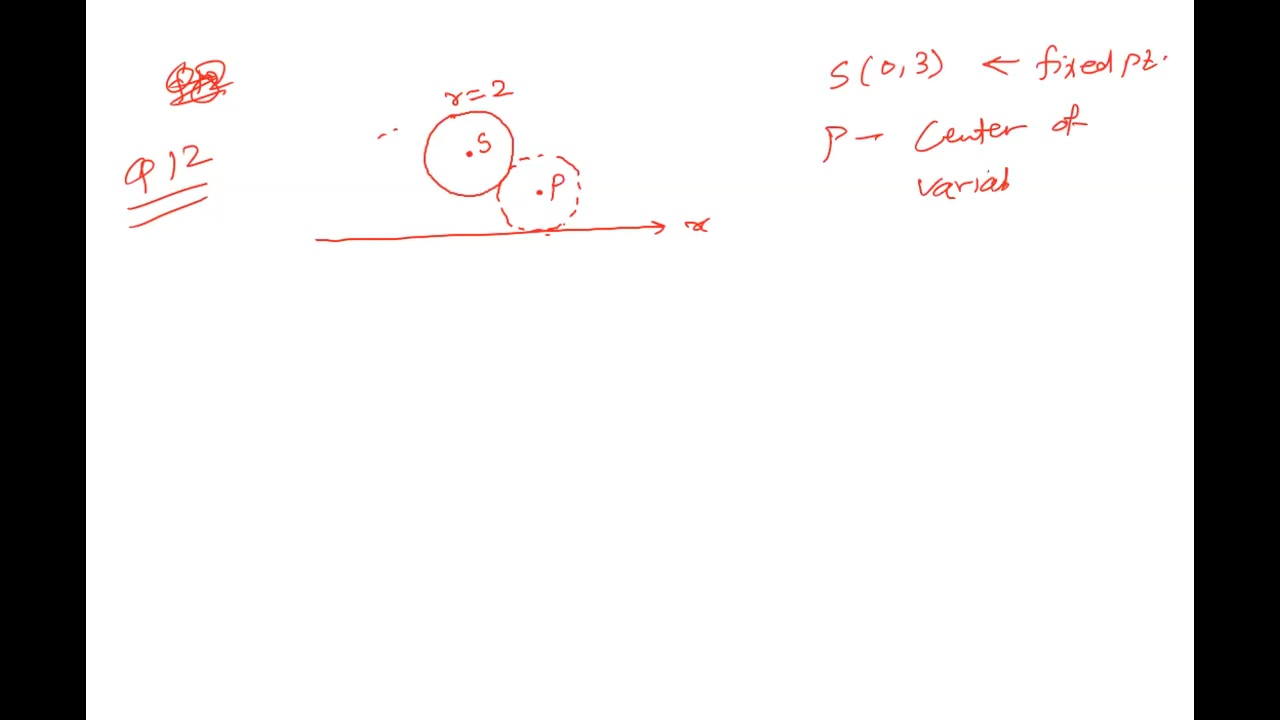 Q12
r=2
S
P
x
S(0,3) ← fixed pt.
P — Center of
variab